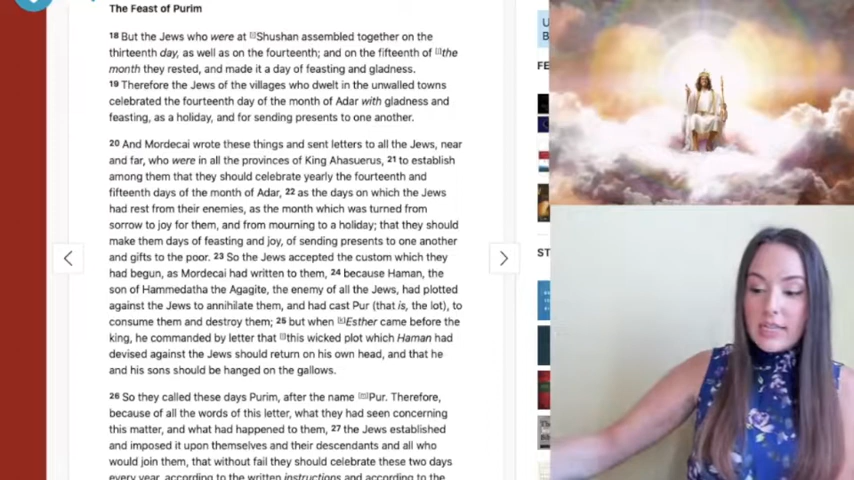 The Feast of Purim
18 But the Jews who were at [i]Shushan assembled together on the
thirteenth day, as well as on the fourteenth; and on the fifteenth of [j]the
month they rested, and made it a day of feasting and gladness.
19 Therefore the Jews of the villages who dwelt in the unwalled towns
celebrated the fourteenth day of the month of Adar with gladness and
feasting, as a holiday, and for sending presents to one another.
20 And Mordecai wrote these things and sent letters to all the Jews, near
and far, who were in all the provinces of King Ahasuerus, 21 to establish
among them that they should celebrate yearly the fourteenth and
fifteenth days of the month of Adar, 22 as the days on which the Jews
had rest from their enemies, as the month which was turned from
sorrow to joy for them, and from mourning to a holiday; that they should
make them days of feasting and joy, of sending presents to one another
and gifts to the poor. 23 So the Jews accepted the custom which they
had begun, as Mordecai had written to them, 24 because Haman, the
son of Hammedatha the Agagite, the enemy of all the Jews, had plotted
against the Jews to annihilate them, and had cast Pur (that is, the lot), to
consume them and destroy them; 25 but when [k]Esther came before the
king, he commanded by letter that [l]this wicked plot which Haman had
devised against the Jews should return on his own head, and that he
and his sons should be hanged on the gallows.
26 So they called these days Purim, after the name [m]Pur. Therefore,
because of all the words of this letter, what they had seen concerning
this matter, and what had happened to them, 27 the Jews established
and imposed it upon themselves and their descendants and all who
would join them, that without fail they should celebrate these two days
every year, according to the written instructions and according to the
U
B
FE
ST